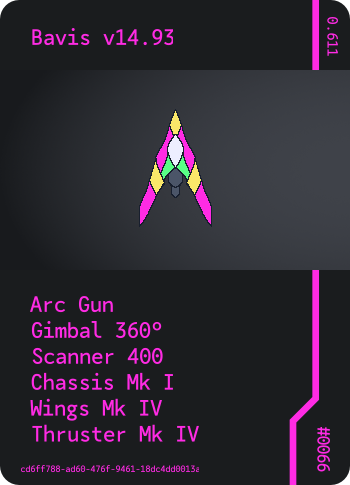 Bavis v14.93
0.611
Arc Gun
Gimbal 360°
Scanner 400
Chassis Mk I
Wings Mk IV
Thruster Mk IV
#0066
cd6ff788-ad60-476f-9461-18dc4dd0013a